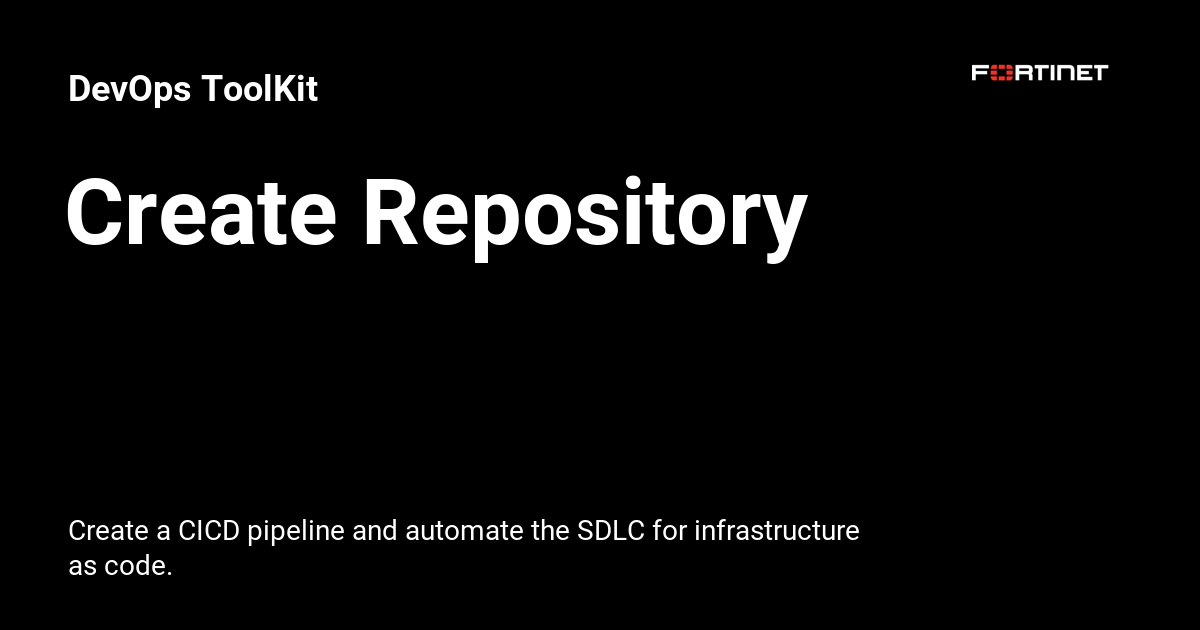 DevOps ToolKit
FORTINET
Create Repository
Create a CICD pipeline and automate the SDLC for infrastructure
as code.